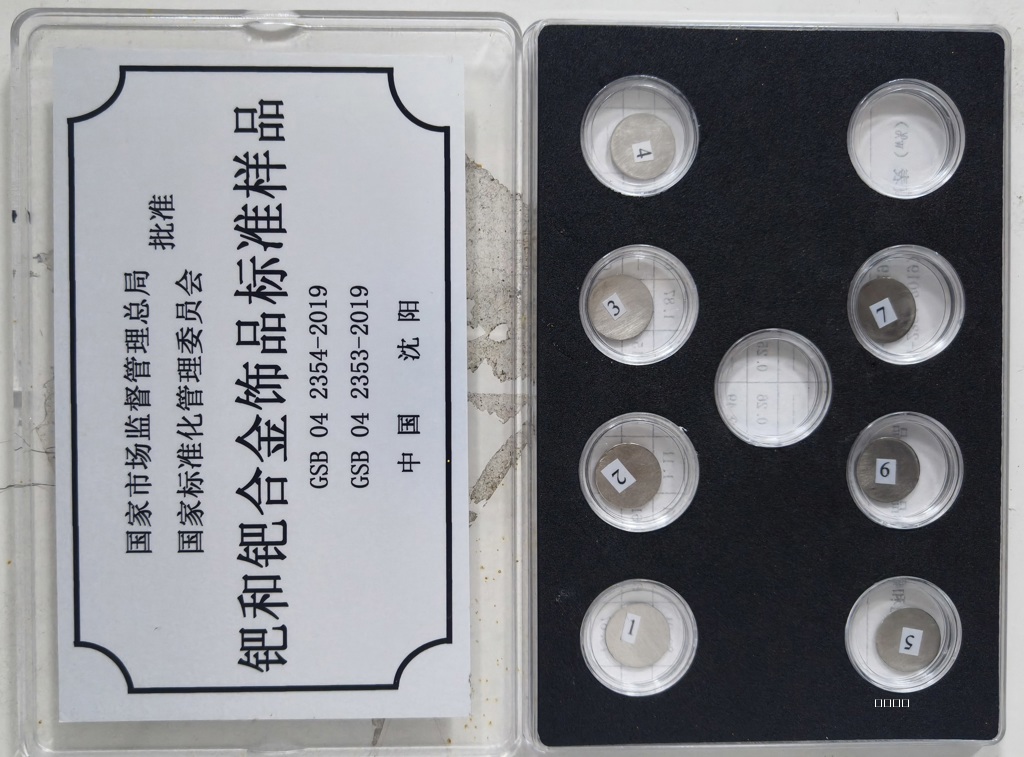 国家市场监督管理总局
国家标准化管理委员会
批准
钯和钯合金饰品标准样品
GSB 04 2354-2019
GSB 04 2353-2019
中国 沈阳
4
3
2
1
7
6
5